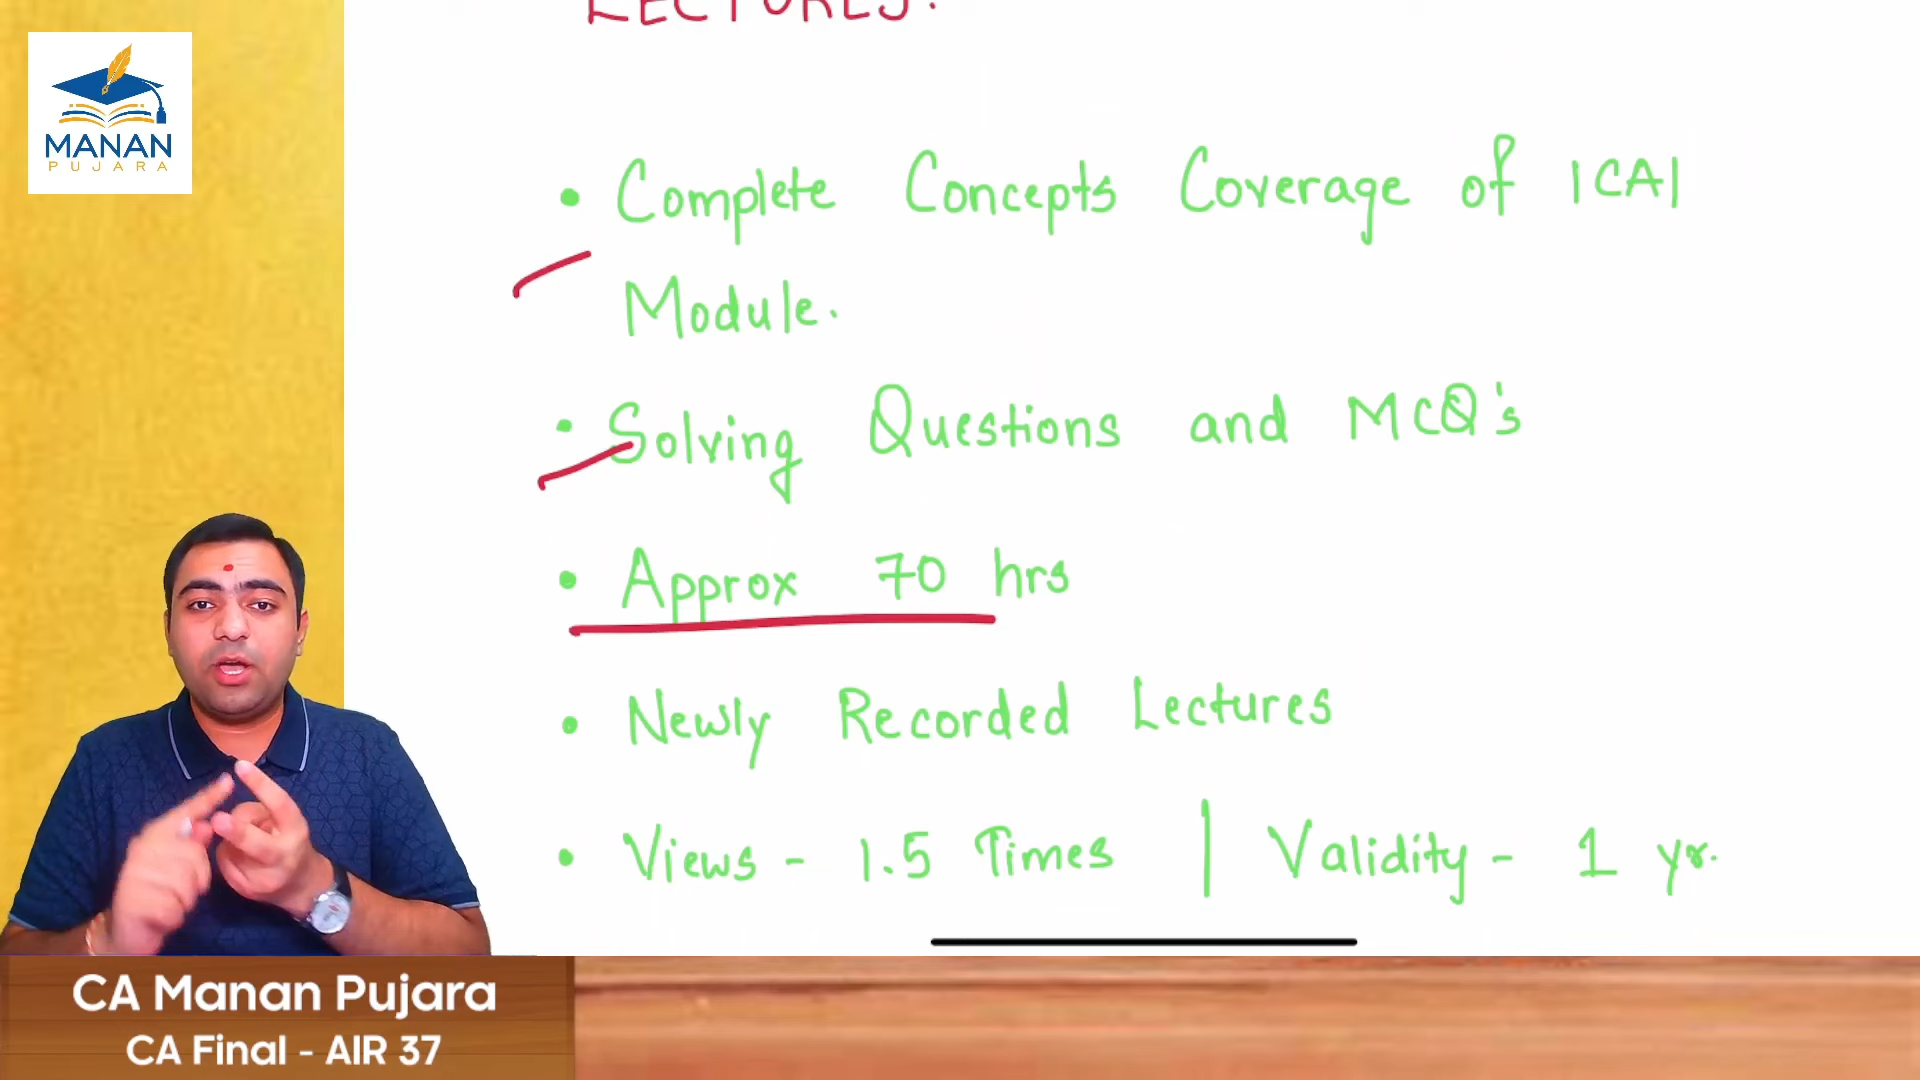 LECTURES:
MANAN
PUJARA
• Complete Concepts Coverage of ICAI
Module.
• Solving Questions and MCQ's
• Approx 70 hrs
• Newly Recorded Lectures
• Views - 1.5 Times | Validity - 1 yr.
CA Manan Pujara
CA Final - AIR 37